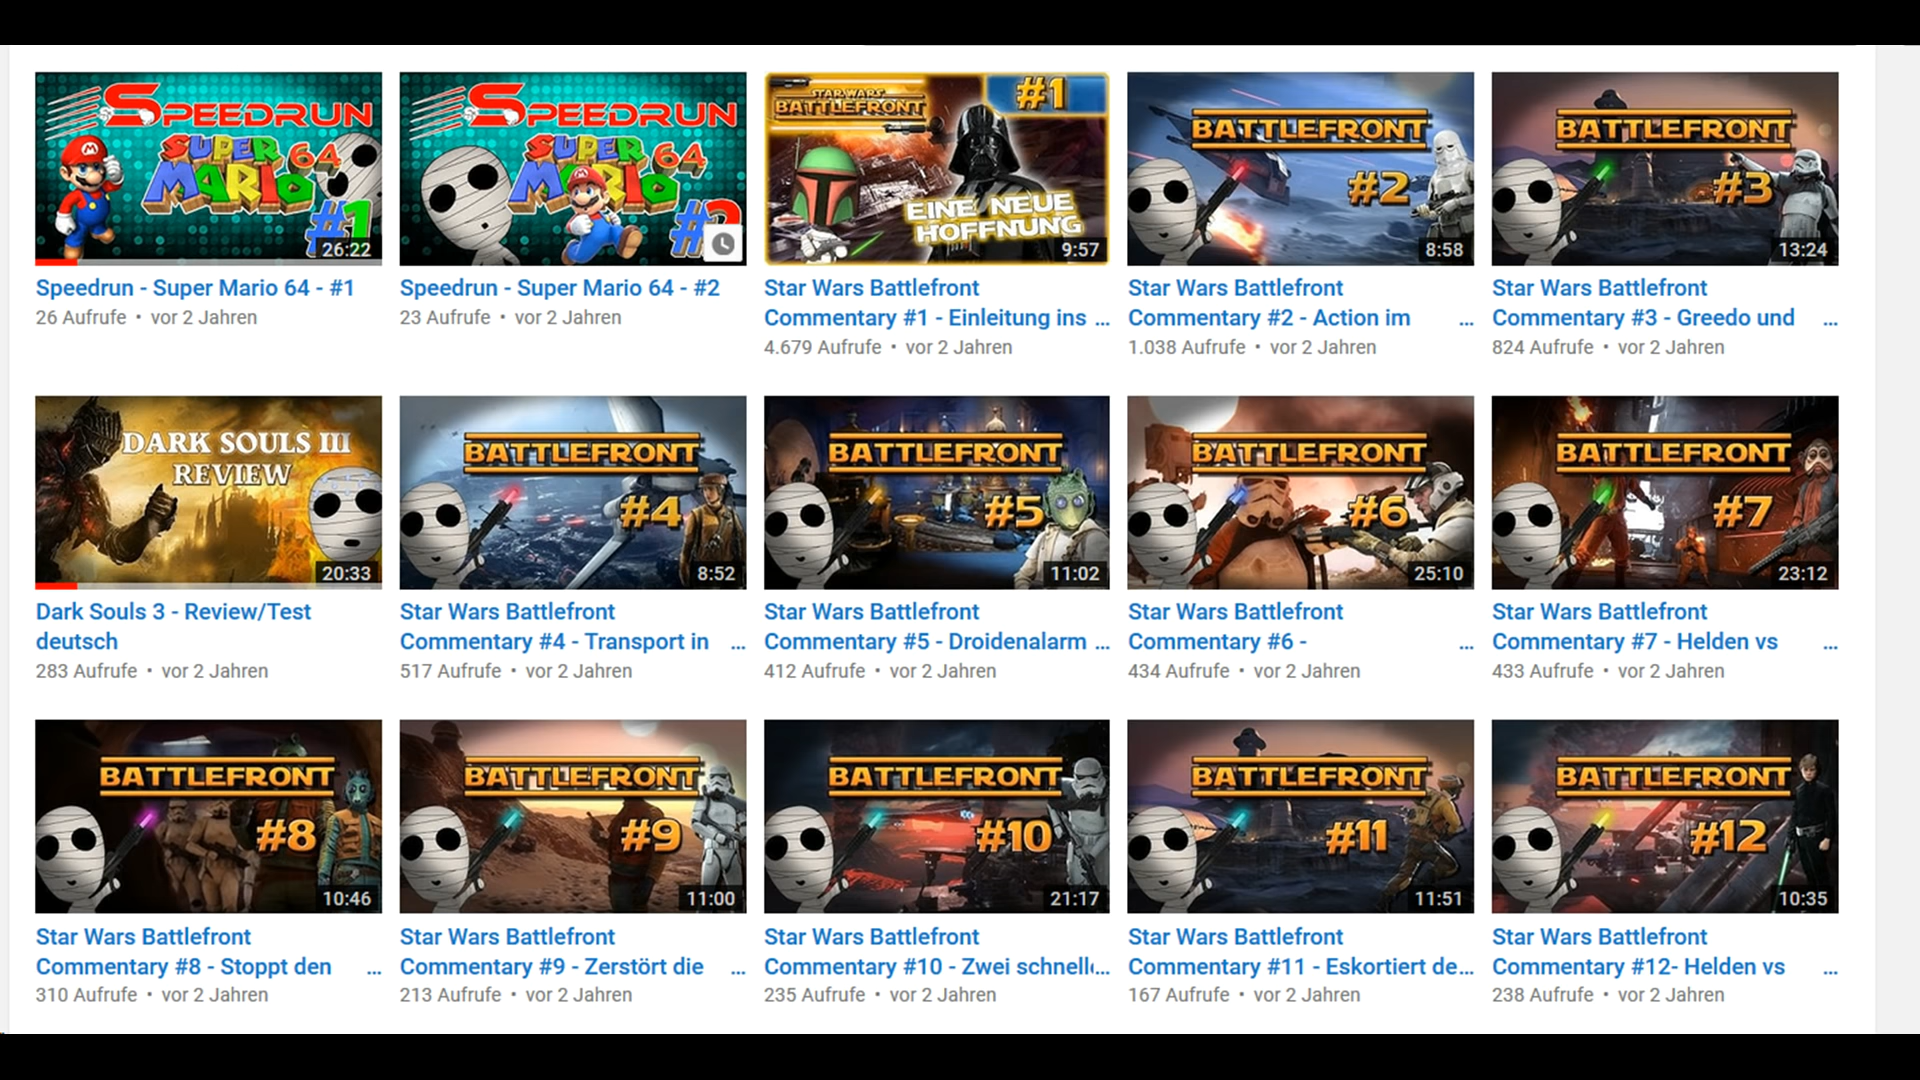 SPEEDRUN
SUPER
MARIO 64
#1
26:22
SPEEDRUN
SUPER
MARIO 64
STAR WARS
BATTLEFRONT
#1
EINE NEUE
HOFFNUNG
9:57
BATTLEFRONT
#2
8:58
BATTLEFRONT
#3
13:24
Speedrun - Super Mario 64 - #1
26 Aufrufe • vor 2 Jahren
Speedrun - Super Mario 64 - #2
23 Aufrufe • vor 2 Jahren
Star Wars Battlefront
Commentary #1 - Einleitung ins ...
4.679 Aufrufe • vor 2 Jahren
Star Wars Battlefront
Commentary #2 - Action im ...
1.038 Aufrufe • vor 2 Jahren
Star Wars Battlefront
Commentary #3 - Greedo und ...
824 Aufrufe • vor 2 Jahren
DARK SOULS III
REVIEW
20:33
BATTLEFRONT
#4
8:52
BATTLEFRONT
#5
11:02
BATTLEFRONT
#6
25:10
BATTLEFRONT
#7
23:12
Dark Souls 3 - Review/Test
deutsch
283 Aufrufe • vor 2 Jahren
Star Wars Battlefront
Commentary #4 - Transport in ...
517 Aufrufe • vor 2 Jahren
Star Wars Battlefront
Commentary #5 - Droidenalarm ...
412 Aufrufe • vor 2 Jahren
Star Wars Battlefront
Commentary #6 - ...
434 Aufrufe • vor 2 Jahren
Star Wars Battlefront
Commentary #7 - Helden vs ...
433 Aufrufe • vor 2 Jahren
BATTLEFRONT
#8
10:46
BATTLEFRONT
#9
11:00
BATTLEFRONT
#10
21:17
BATTLEFRONT
#11
11:51
BATTLEFRONT
#12
10:35
Star Wars Battlefront
Commentary #8 - Stoppt den ...
310 Aufrufe • vor 2 Jahren
Star Wars Battlefront
Commentary #9 - Zerstört die ...
213 Aufrufe • vor 2 Jahren
Star Wars Battlefront
Commentary #10 - Zwei schnell...
235 Aufrufe • vor 2 Jahren
Star Wars Battlefront
Commentary #11 - Eskortiert de...
167 Aufrufe • vor 2 Jahren
Star Wars Battlefront
Commentary #12- Helden vs ...
238 Aufrufe • vor 2 Jahren